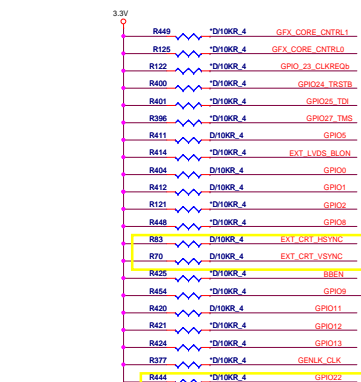 3.3V
R449 *D/10KR_4 GFX_CORE_CNTRL1
R125 *D/10KR_4 GFX_CORE_CNTRL0
R122 *D/10KR_4 GPIO_23_CLKREQb
R400 *D/10KR_4 GPIO24_TRSTB
R401 *D/10KR_4 GPIO25_TDI
R396 *D/10KR_4 GPIO27_TMS
R411 D/10KR_4 GPIO5
R414 *D/10KR_4 EXT_LVDS_BLON
R404 D/10KR_4 GPIO0
R412 D/10KR_4 GPIO1
R121 *D/10KR_4 GPIO2
R448 *D/10KR_4 GPIO8
R83 D/10KR_4 EXT_CRT_HSYNC
R70 D/10KR_4 EXT_CRT_VSYNC
R425 *D/10KR_4 BBEN
R454 *D/10KR_4 GPIO9
R420 D/10KR_4 GPIO11
R421 *D/10KR_4 GPIO12
R424 *D/10KR_4 GPIO13
R377 *D/10KR_4 GENLK_CLK
R444 *D/10KR_4 GPIO22